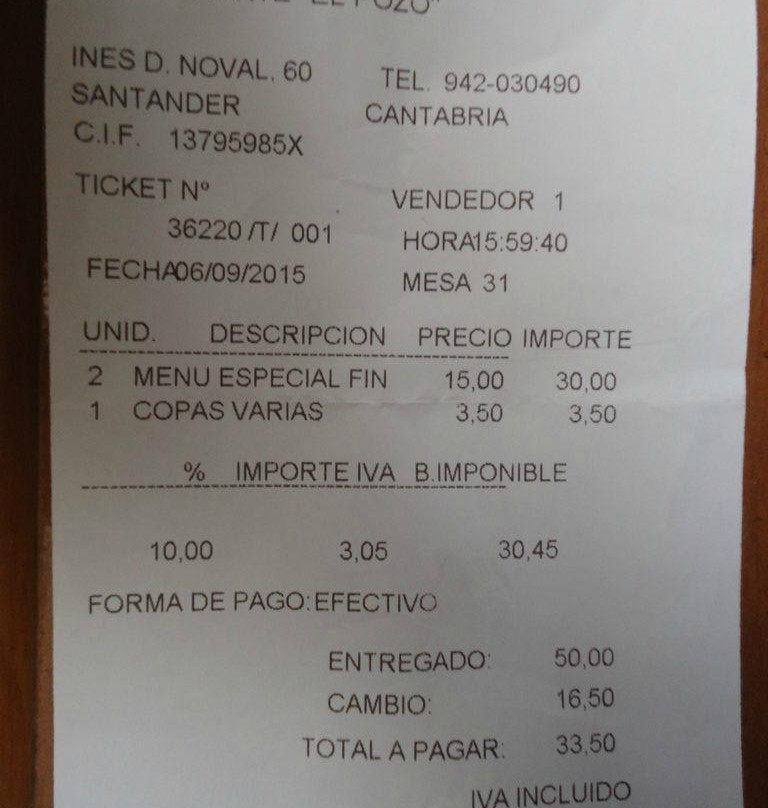 "EL POZO"
INES D. NOVAL, 60 TEL. 942-030490
SANTANDER CANTABRIA
C.I.F. 13795985X
TICKET Nº VENDEDOR 1
36220 /T/ 001 HORA15:59:40
FECHA06/09/2015 MESA 31
UNID. DESCRIPCION PRECIO IMPORTE
2 MENU ESPECIAL FIN 15,00 30,00
1 COPAS VARIAS 3,50 3,50
% IMPORTE IVA B.IMPONIBLE
10,00 3,05 30,45
FORMA DE PAGO:EFECTIVO
ENTREGADO: 50,00
CAMBIO: 16,50
TOTAL A PAGAR: 33,50
IVA INCLUIDO